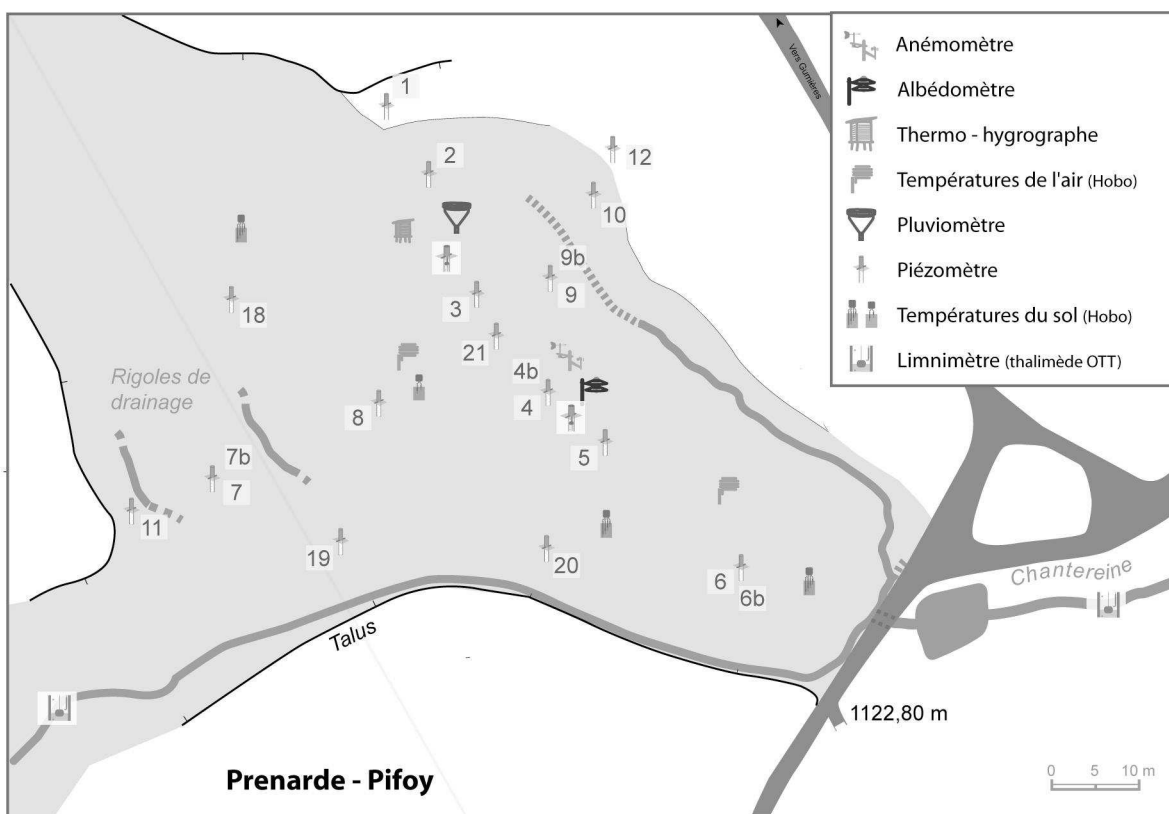 Vers Gumières
Anémomètre
Albédomètre
Thermo - hygrographe
Températures de l'air (Hobo)
Pluviomètre
Piézomètre
Températures du sol (Hobo)
Limnimètre (thalimède OTT)
1
2
12
10
9b
9
3
18
21
4b
4
Rigoles de
drainage
8
5
7b
7
11
19
20
6
6b
Chantereine
Talus
1122,80 m
Prenarde - Pifoy
0 5 10 m